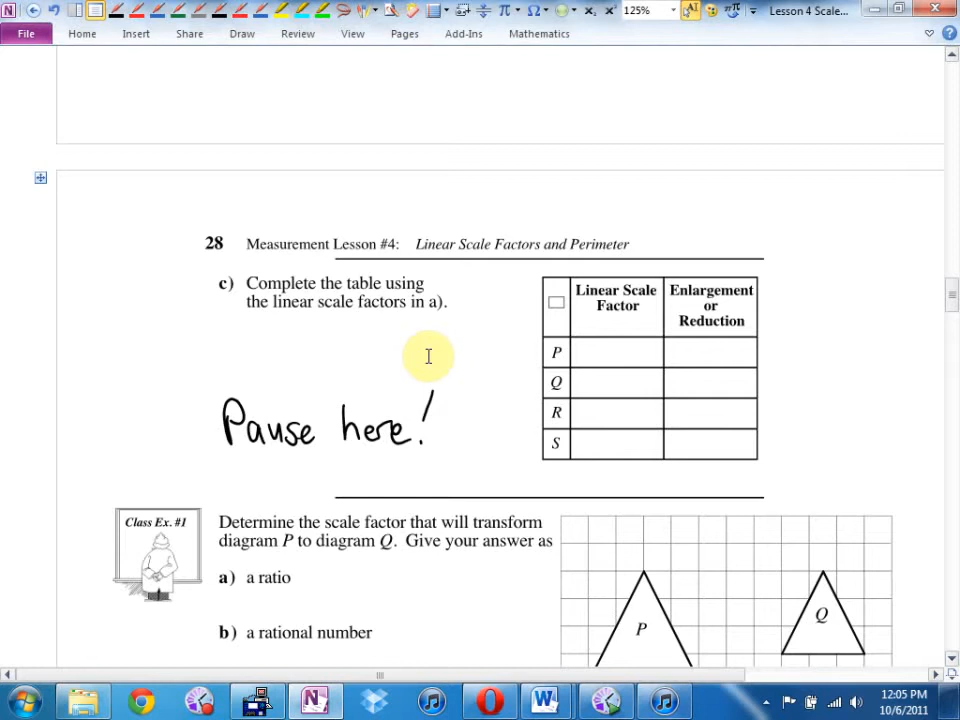 125%
Lesson 4 Scale...
File Home Insert Share Draw Review View Pages Add-Ins Mathematics
28 Measurement Lesson #4: Linear Scale Factors and Perimeter
c) Complete the table using
the linear scale factors in a).
Linear Scale
Factor
Enlargement
or
Reduction
P
Q
R
S
Pause here!
Class Ex. #1
Determine the scale factor that will transform
diagram P to diagram Q. Give your answer as
a) a ratio
b) a rational number
P
Q
12:05 PM
10/6/2011